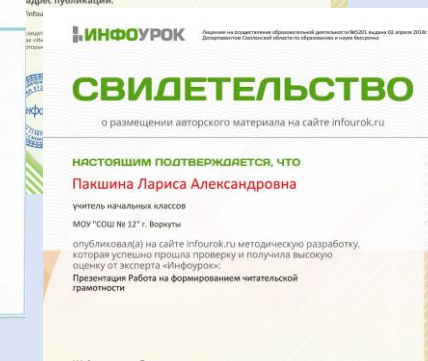 адрес публикации:
ИНФОУРОК
Лицензия на осуществление образовательной деятельности №5201 выдана 02 апреля 2018г.
Департаментом Смоленской области по образованию и науке бессрочно
СВИДЕТЕЛЬСТВО
о размещении авторского материала на сайте infourok.ru
НАСТОЯЩИМ ПОДТВЕРЖДАЕТСЯ, ЧТО
Пакшина Лариса Александровна
учитель начальных классов
МОУ "СОШ № 12" г. Воркуты
опубликовал(а) на сайте infourok.ru методическую разработку,
которая успешно прошла проверку и получила высокую
оценку от эксперта «Инфоурок»:
Презентация Работа на формированием читательской
грамотности